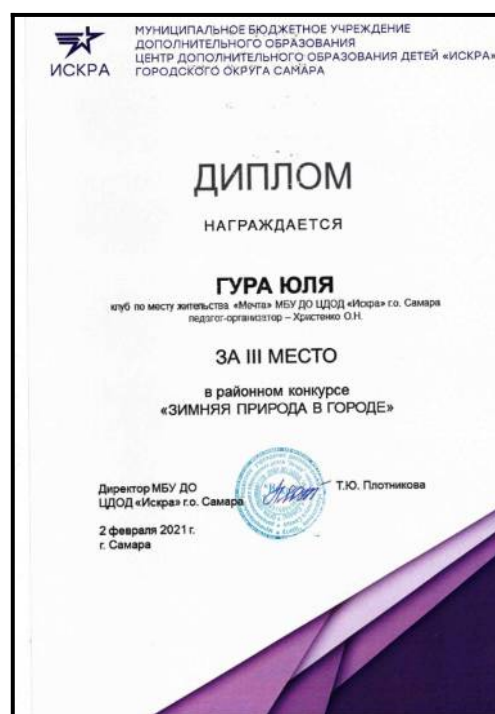 ИСКРА
МУНИЦИПАЛЬНОЕ БЮДЖЕТНОЕ УЧРЕЖДЕНИЕ
ДОПОЛНИТЕЛЬНОГО ОБРАЗОВАНИЯ
ЦЕНТР ДОПОЛНИТЕЛЬНОГО ОБРАЗОВАНИЯ ДЕТЕЙ «ИСКРА»
ГОРОДСКОГО ОКРУГА САМАРА
ДИПЛОМ
НАГРАЖДАЕТСЯ
ГУРА ЮЛЯ
клуб по месту жительства «Мечта» МБУ ДО ЦДОД «Искра» г.о. Самара
педагог-организатор – Христенко О.Н.
ЗА III МЕСТО
в районном конкурсе
«ЗИМНЯЯ ПРИРОДА В ГОРОДЕ»
Директор МБУ ДО
ЦДОД «Искра» г.о. Самара
Т.Ю. Плотникова
2 февраля 2021 г.
г. Самара